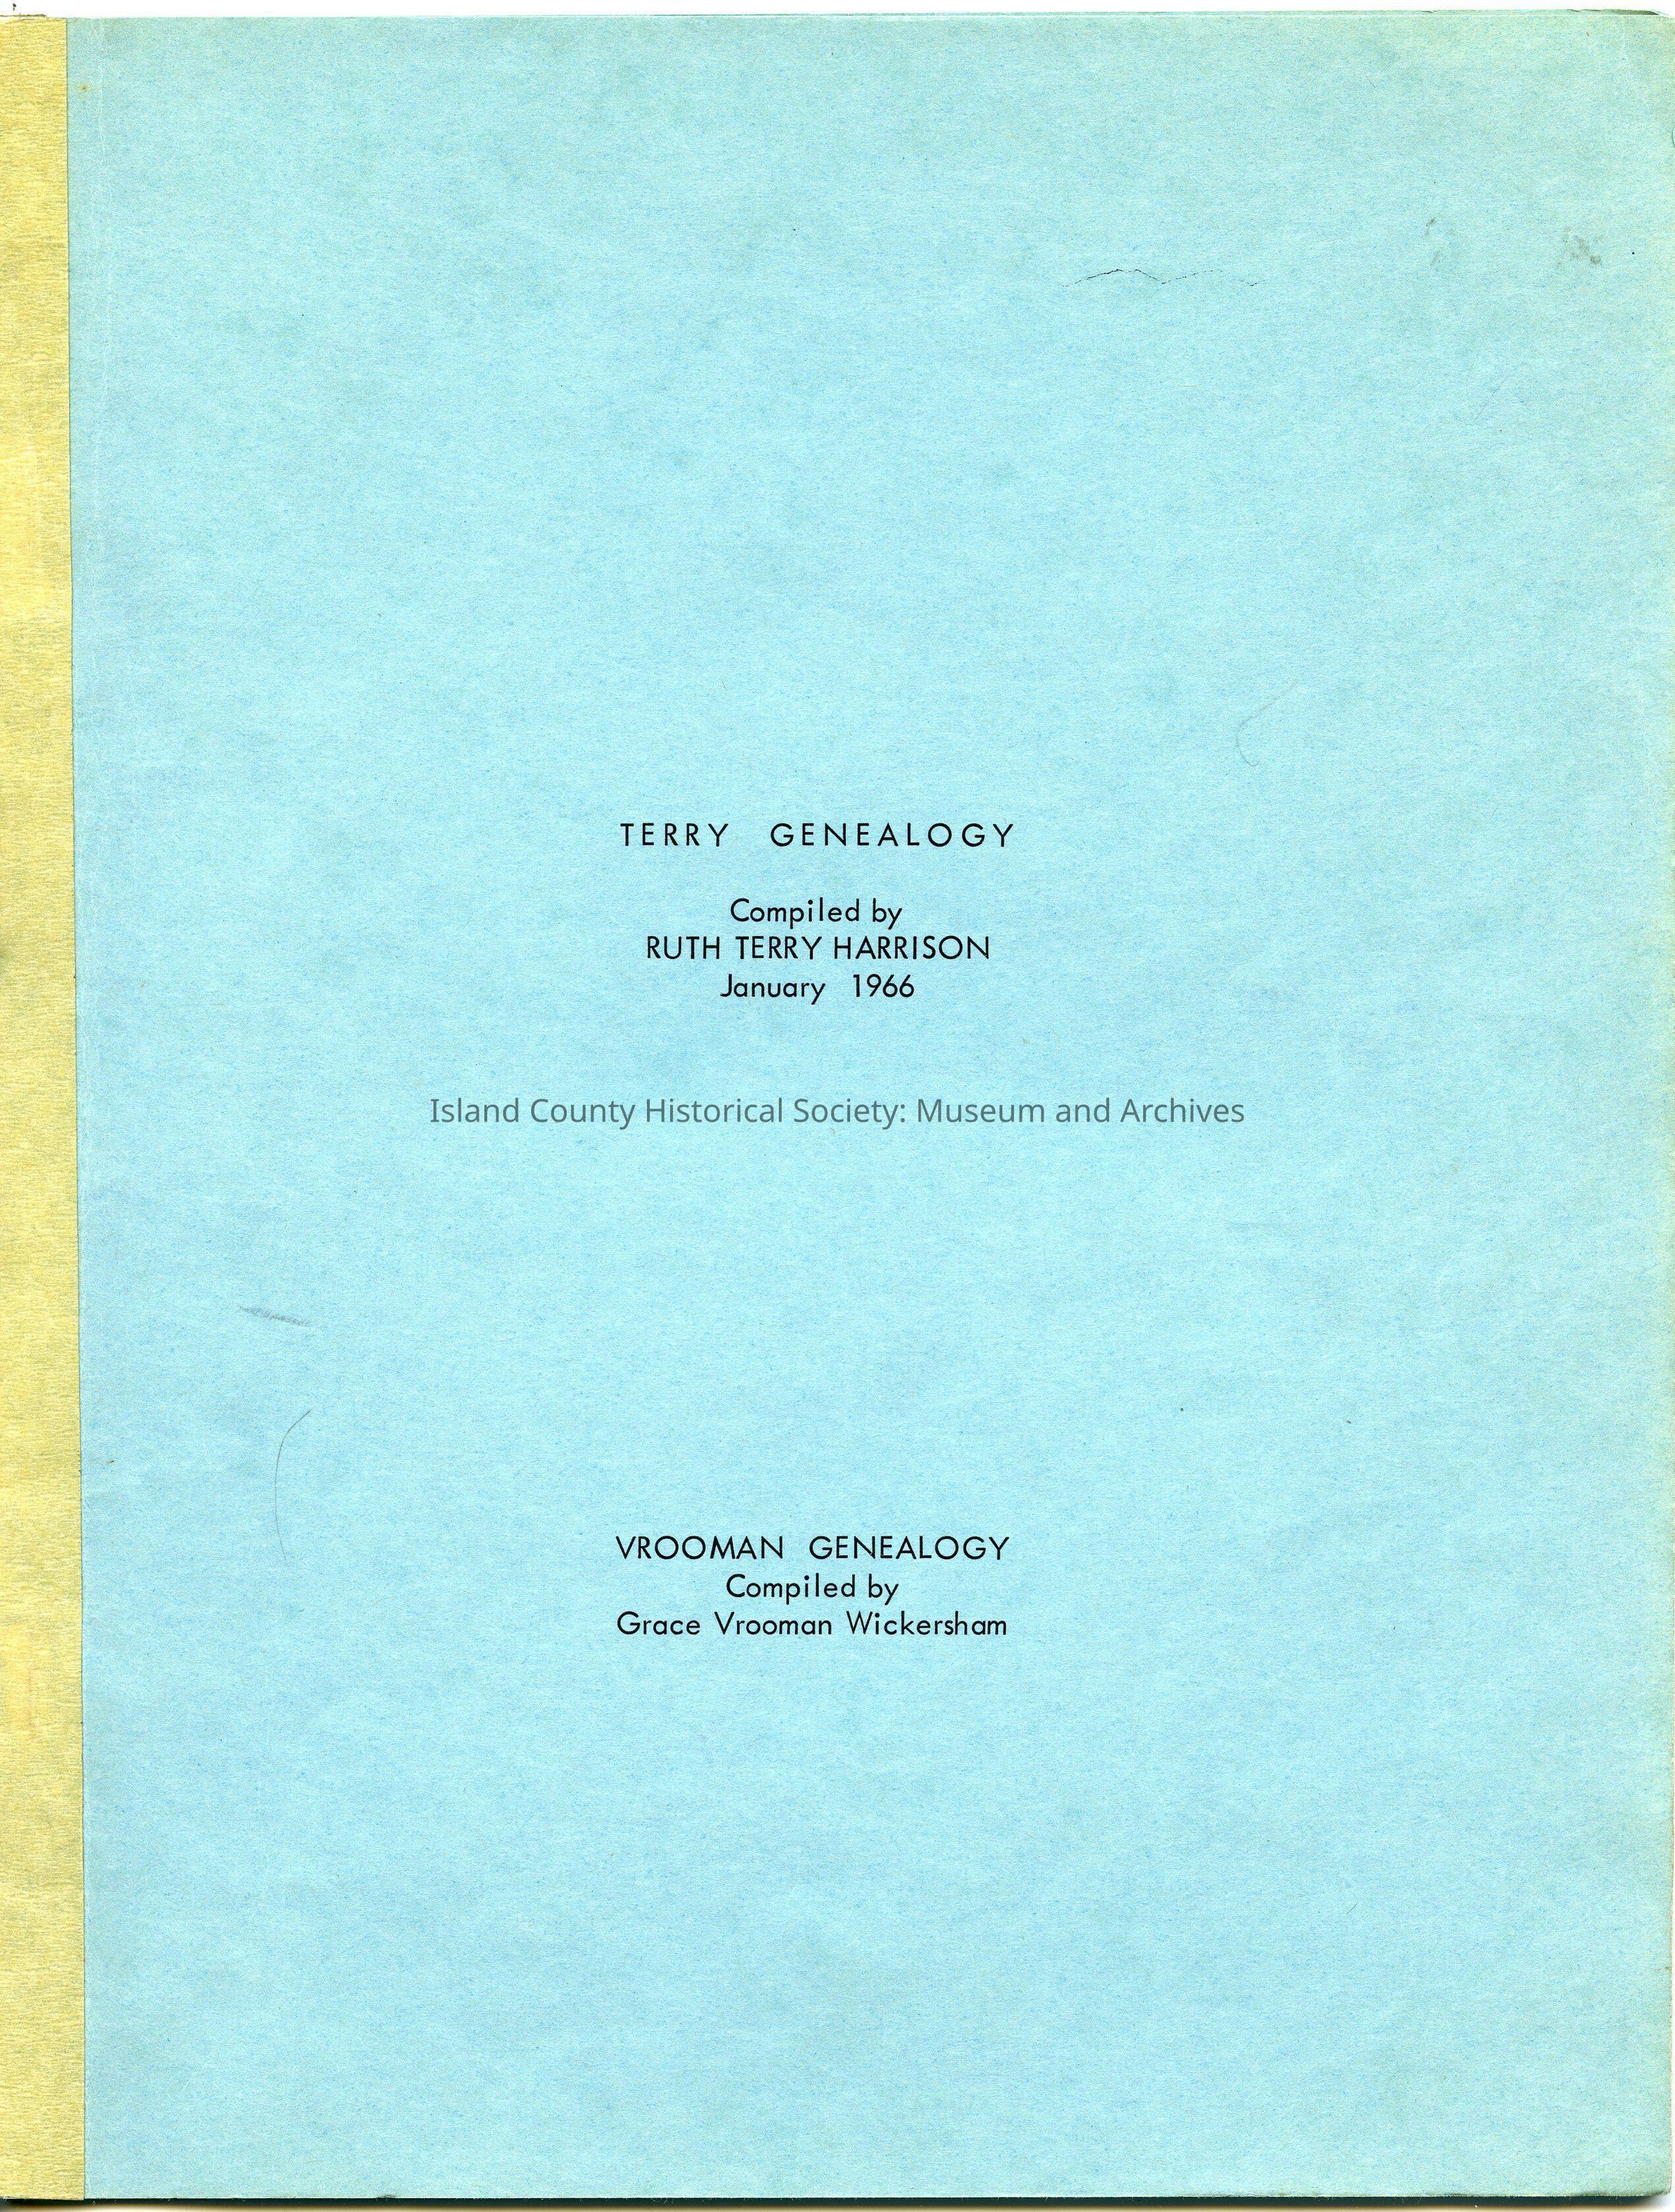 TERRY GENEALOGY
Compiled by
RUTH TERRY HARRISON
January 1966
Island County Historical Society: Museum and Archives
VROOMAN GENEALOGY
Compiled by
Grace Vrooman Wickersham